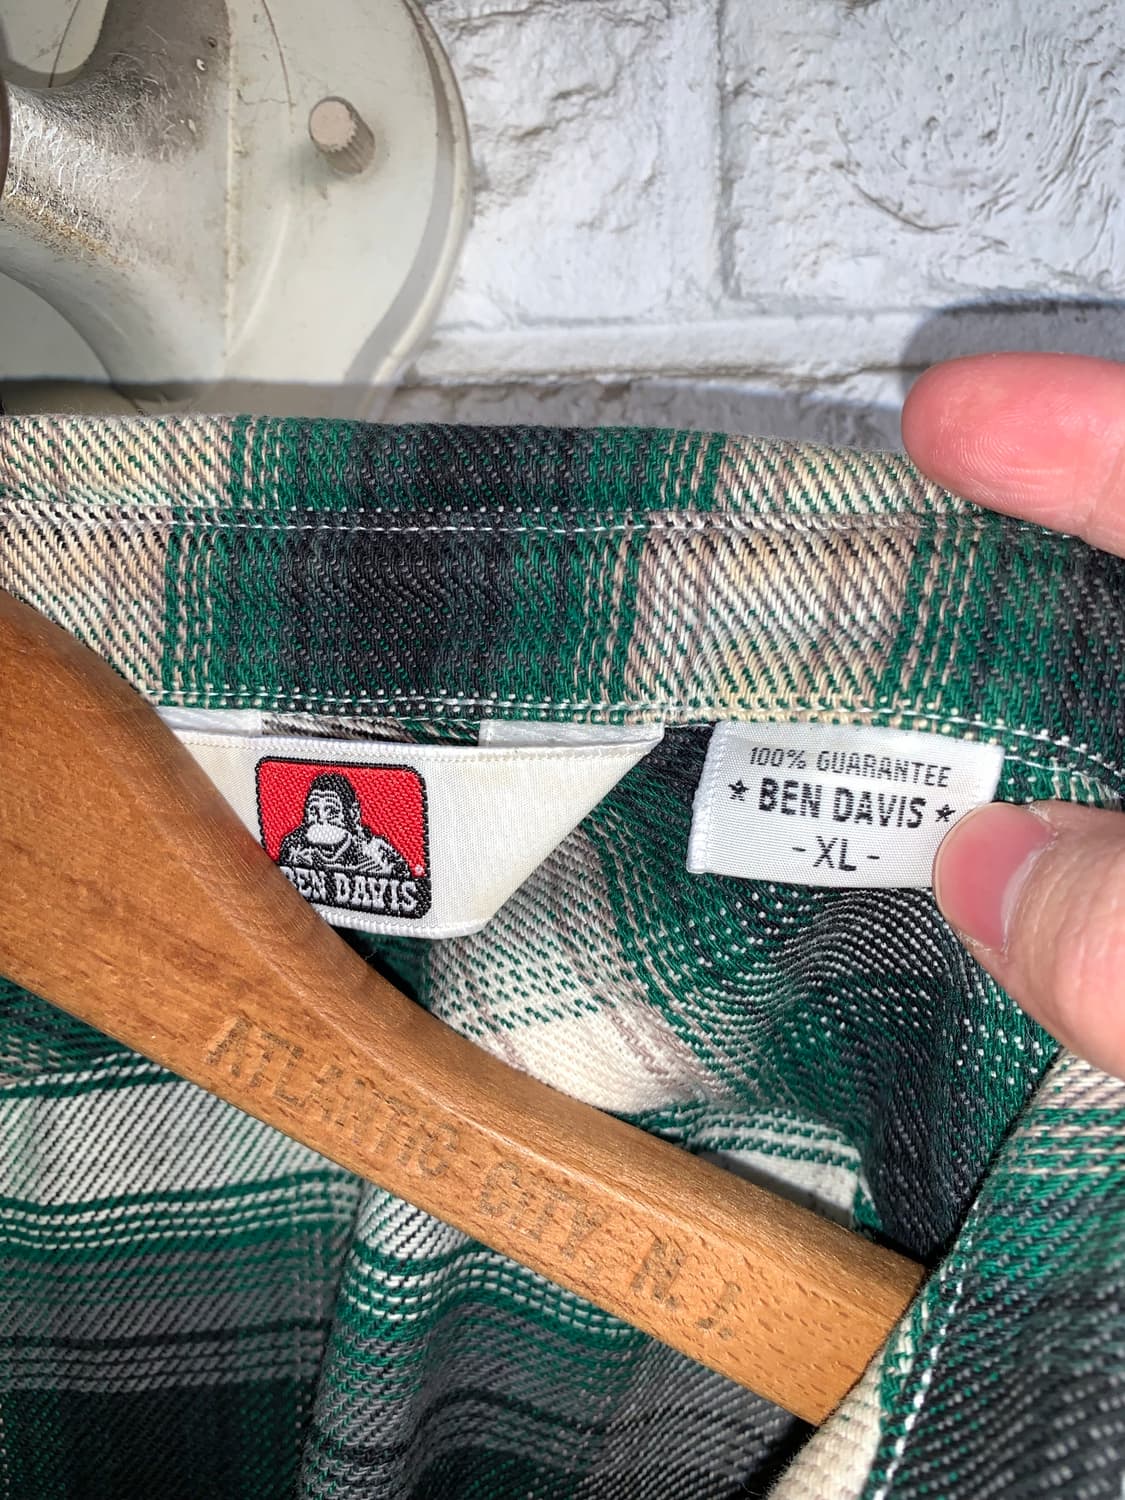 BEN DAVIS
100% GUARANTEE
★ BEN DAVIS ★
-XL-
ATLANTIC CITY N. J.